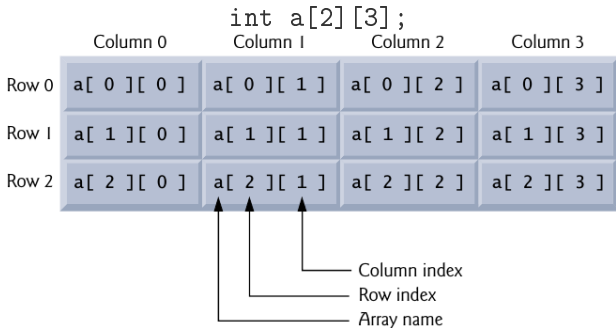 int a[2][3];
Column 0 Column 1 Column 2 Column 3
Row 0 a[ 0 ][ 0 ] a[ 0 ][ 1 ] a[ 0 ][ 2 ] a[ 0 ][ 3 ]
Row 1 a[ 1 ][ 0 ] a[ 1 ][ 1 ] a[ 1 ][ 2 ] a[ 1 ][ 3 ]
Row 2 a[ 2 ][ 0 ] a[ 2 ][ 1 ] a[ 2 ][ 2 ] a[ 2 ][ 3 ]
Column index
Row index
Array name